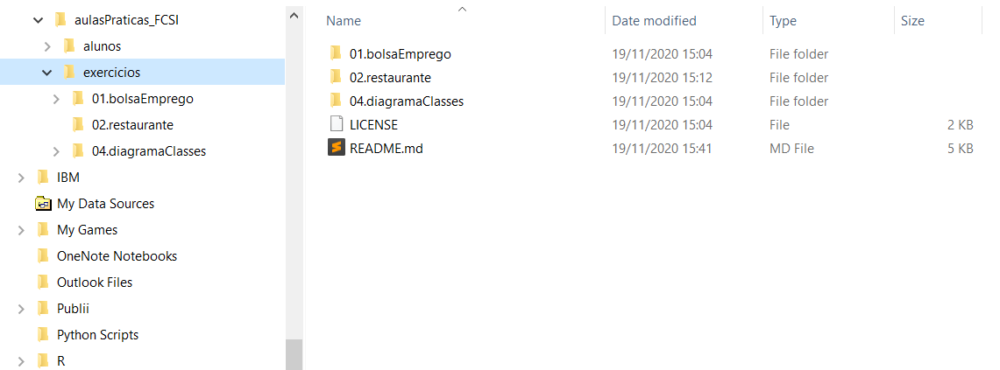 aulasPraticas_FCSI
alunos
exercicios
01.bolsaEmprego
02.restaurante
04.diagramaClasses
IBM
My Data Sources
My Games
OneNote Notebooks
Outlook Files
Publii
Python Scripts
R
Name Date modified Type Size
01.bolsaEmprego 19/11/2020 15:04 File folder
02.restaurante 19/11/2020 15:12 File folder
04.diagramaClasses 19/11/2020 15:04 File folder
LICENSE 19/11/2020 15:04 File 2 KB
README.md 19/11/2020 15:41 MD File 5 KB